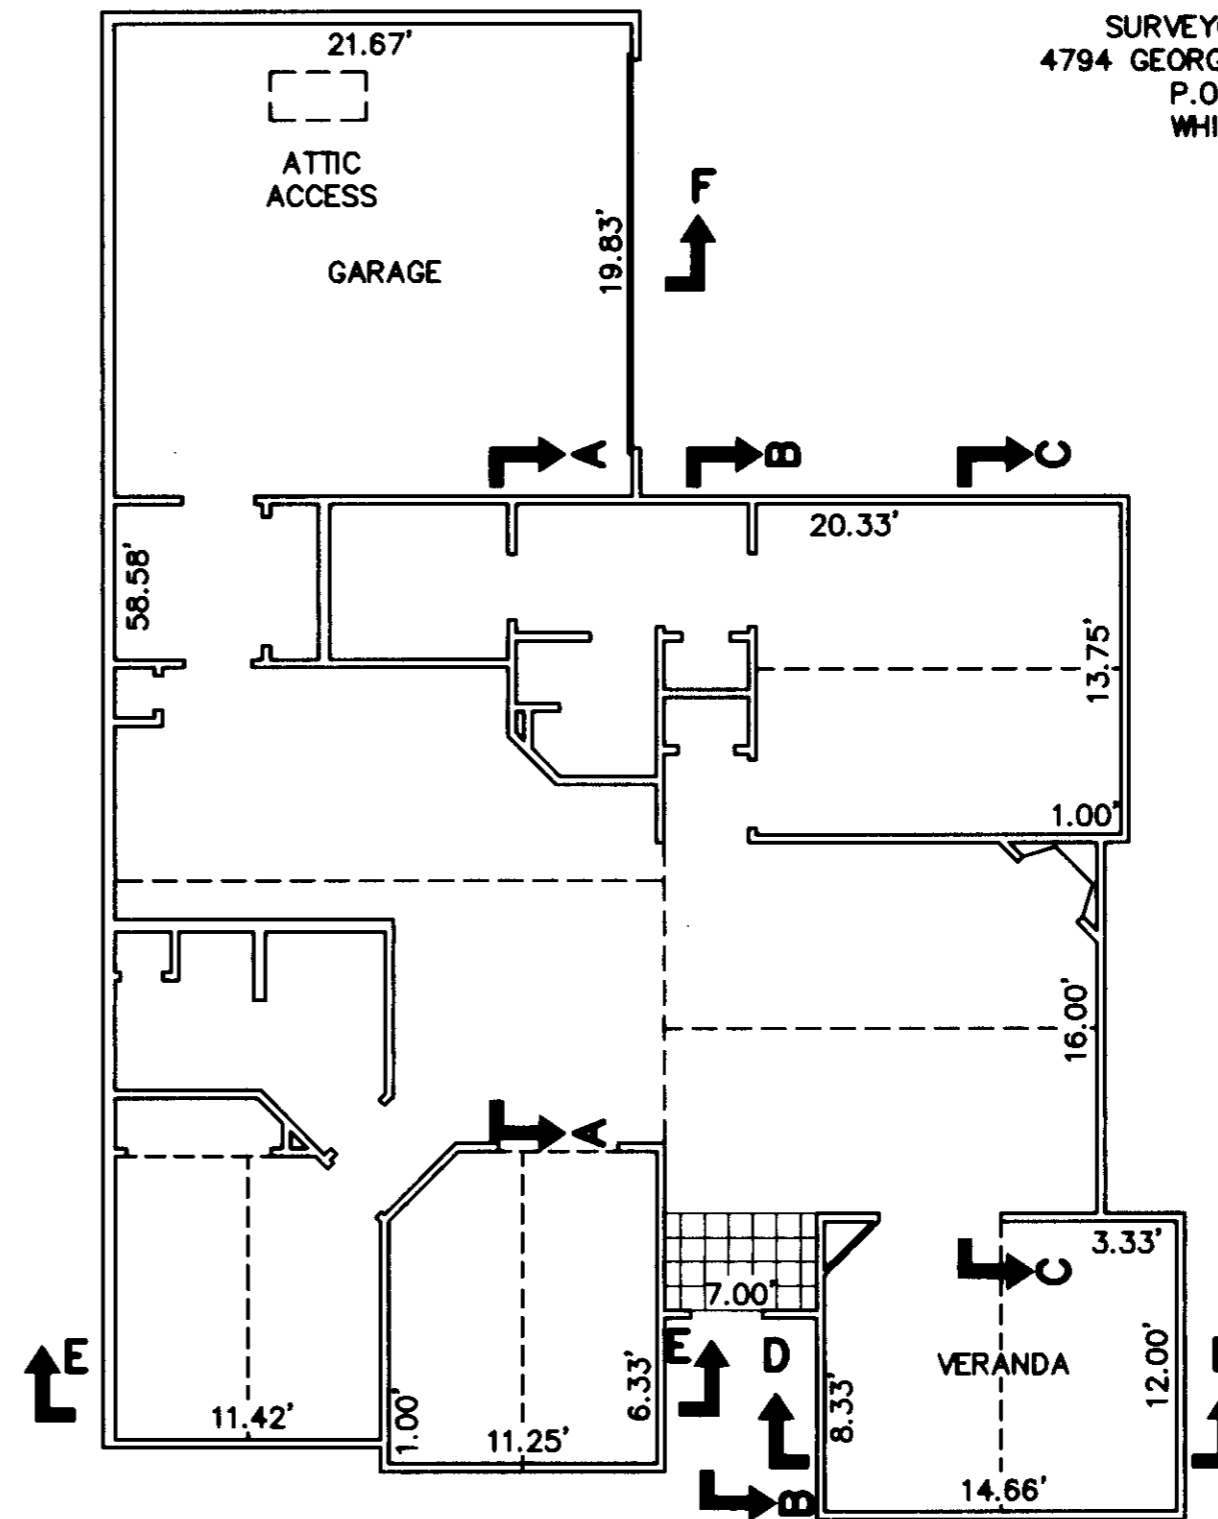 SURVEY
4794 GEORG
P.O
WHI
21.67'
ATTIC
ACCESS
F
19.83'
GARAGE
A
B
C
20.33'
58.58'
13.75'
1.00'
16.00'
A
3.33'
C
7.00'
E
E
D
VERANDA
12.00'
6.33'
8.33'
11.42'
1.00'
11.25'
14.66'
B